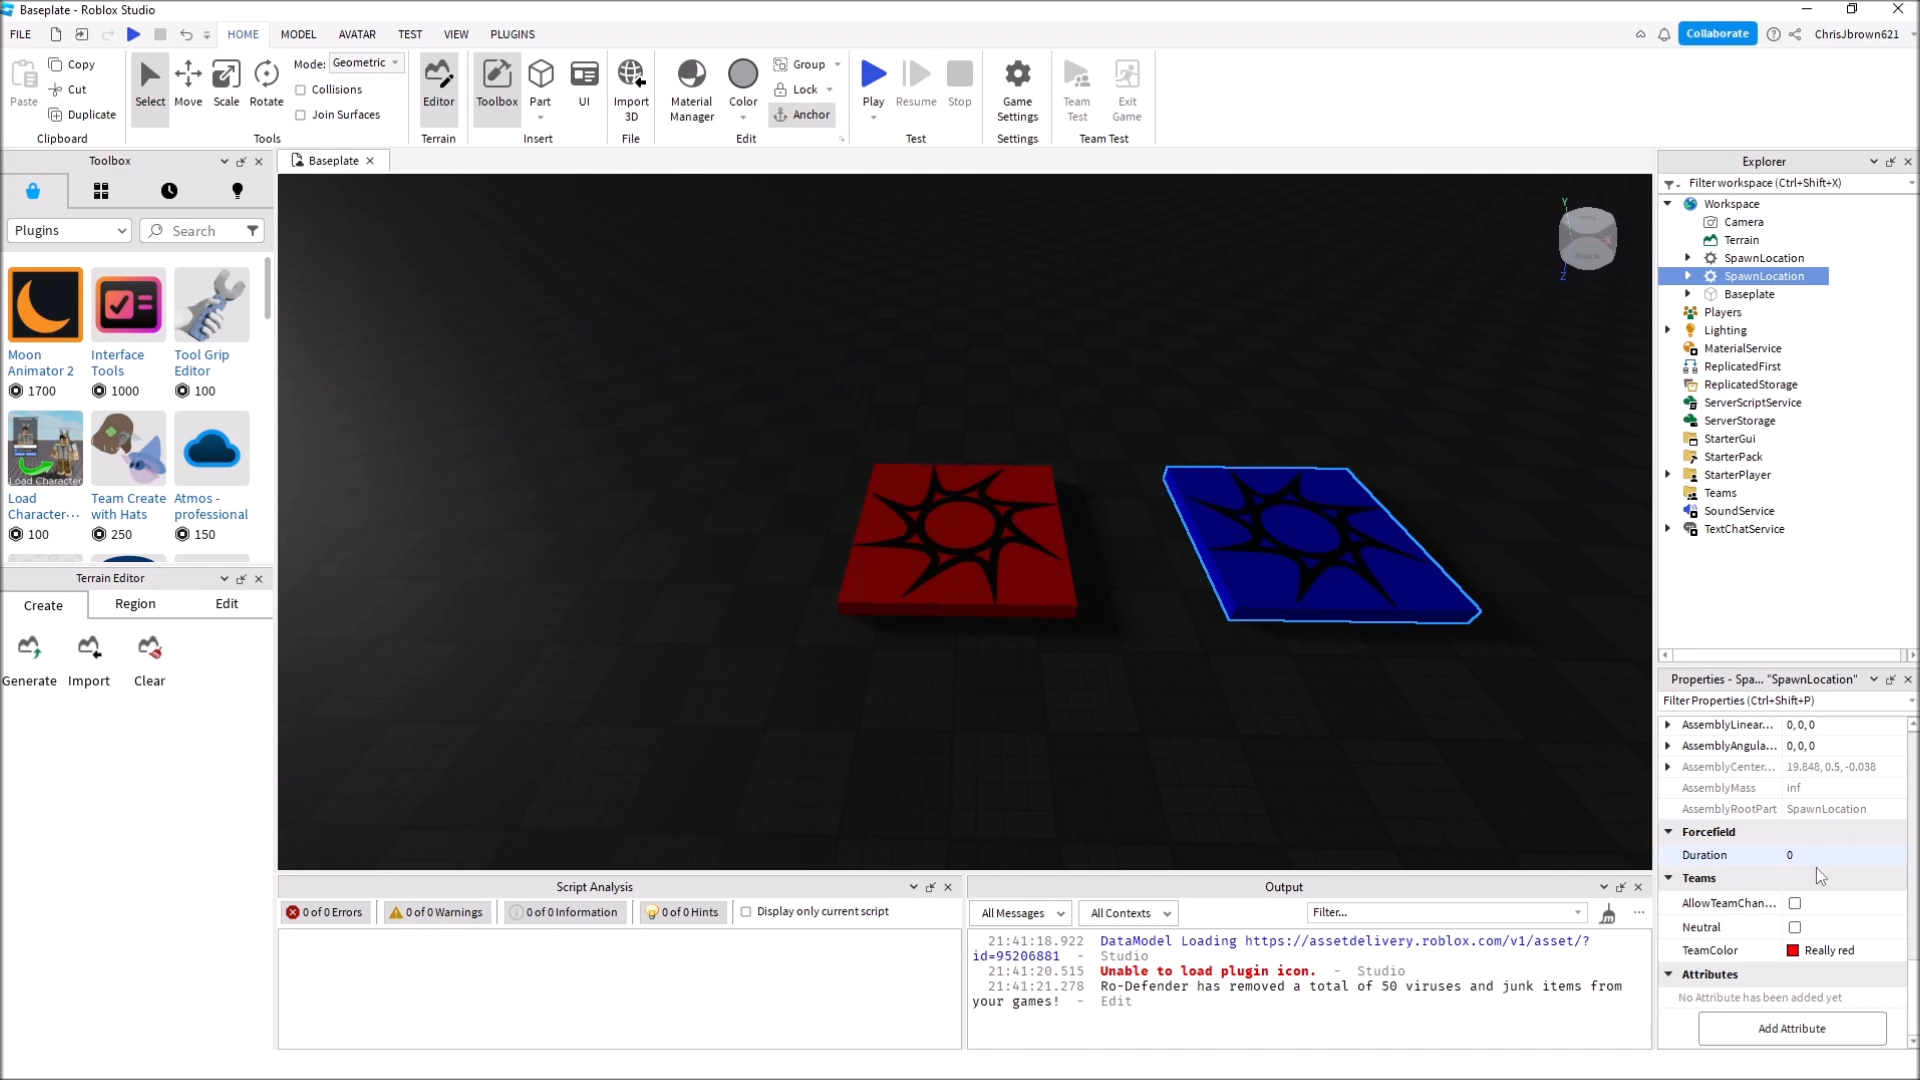 Baseplate - Roblox Studio
FILE
HOME
MODEL
AVATAR
TEST
VIEW
PLUGINS
Collaborate
ChrisJbrown621
Paste
Copy
Cut
Duplicate
Clipboard
Select
Move
Scale
Rotate
Mode: Geometric
Collisions
Join Surfaces
Tools
Editor
Terrain
Toolbox
Part
UI
Insert
Import
3D
File
Material
Manager
Color
Group
Lock
Anchor
Edit
Play
Resume
Stop
Test
Game
Settings
Settings
Team
Test
Exit
Game
Team Test
Toolbox
Plugins
Search
Moon
Animator 2
1700
Interface
Tools
1000
Tool Grip
Editor
100
Load Character
Load
Character...
100
Team Create
with Hats
250
Atmos -
professional
150
Terrain Editor
Create
Region
Edit
Generate
Import
Clear
Baseplate
Y
X
Z
Script Analysis
0 of 0 Errors
0 of 0 Warnings
0 of 0 Information
0 of 0 Hints
Display only current script
Output
All Messages
All Contexts
Filter...
21:41:18.922 DataModel Loading https://assetdelivery.roblox.com/v1/asset/?
id=95206881 - Studio
21:41:20.515 Unable to load plugin icon. - Studio
21:41:21.278 Ro-Defender has removed a total of 50 viruses and junk items from
your games! - Edit
Explorer
Filter workspace (Ctrl+Shift+X)
Workspace
Camera
Terrain
SpawnLocation
SpawnLocation
Baseplate
Players
Lighting
MaterialService
ReplicatedFirst
ReplicatedStorage
ServerScriptService
ServerStorage
StarterGui
StarterPack
StarterPlayer
Teams
SoundService
TextChatService
Properties - Spa... "SpawnLocation"
Filter Properties (Ctrl+Shift+P)
AssemblyLinear... 0, 0, 0
AssemblyAngula... 0, 0, 0
AssemblyCenter... 19.848, 0.5, -0.038
AssemblyMass inf
AssemblyRootPart SpawnLocation
Forcefield
Duration 0
Teams
AllowTeamChan...
Neutral
TeamColor Really red
Attributes
No Attribute has been added yet
Add Attribute